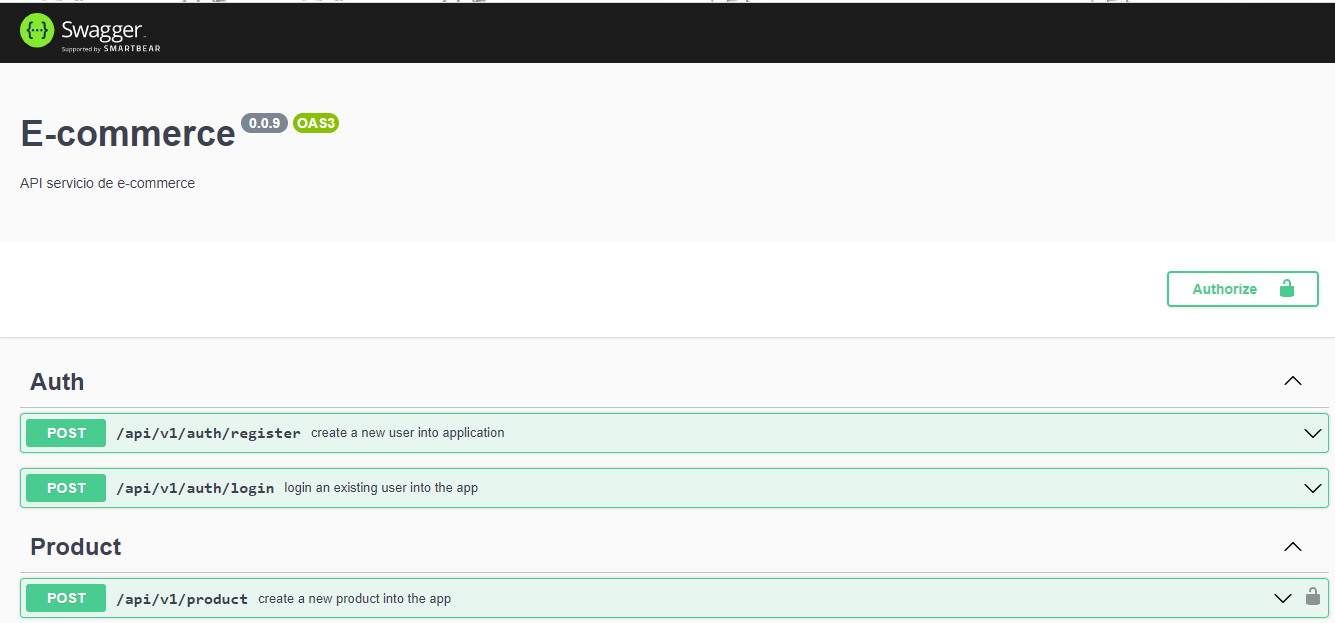 Swagger
Supported by SMARTBEAR
E-commerce 0.0.9 OAS3
API servicio de e-commerce
Authorize
Auth
POST /api/v1/auth/register create a new user into application
POST /api/v1/auth/login login an existing user into the app
Product
POST /api/v1/product create a new product into the app